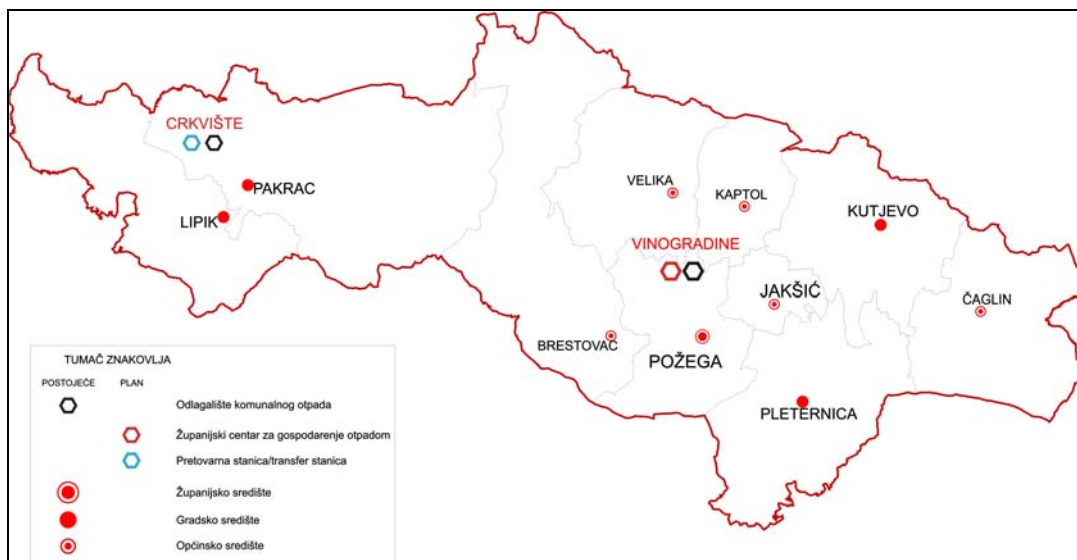 CRKVIŠTE
PAKRAC
LIPIK
VELIKA
KAPTOL
KUTJEVO
VINOGRADINE
JAKŠIĆ
ČAGLIN
BRESTOVAC
POŽEGA
PLETERNICA
TUMAČ ZNAKOVLJA
POSTOJEĆE PLAN
Odlagalište komunalnog otpada
Županijski centar za gospodarenje otpadom
Pretovarna stanica/transfer stanica
Županijsko središte
Gradsko središte
Općinsko središte